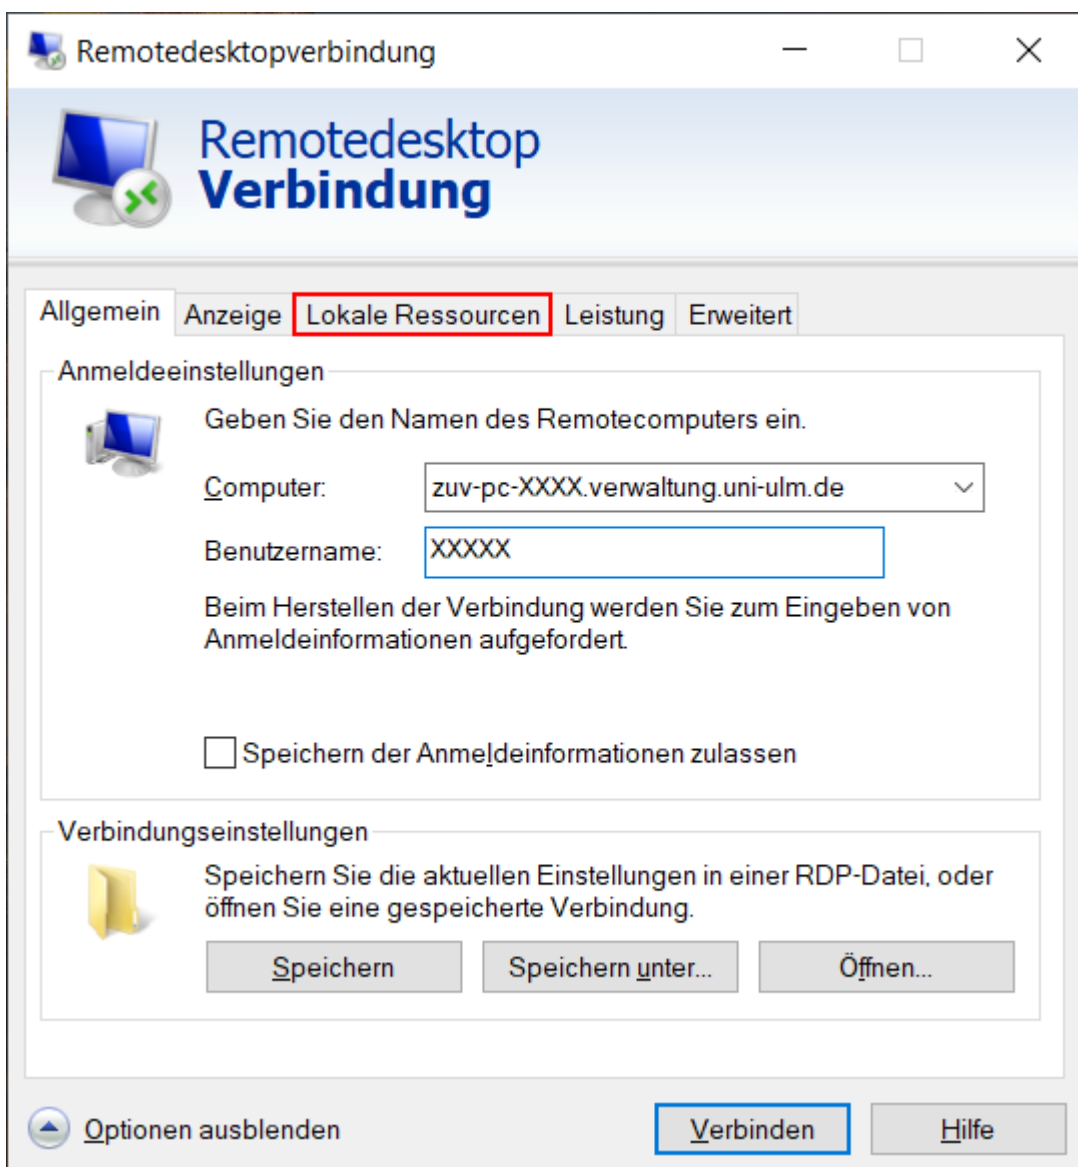 Remotedesktopverbindung
Remotedesktop
Verbindung
Allgemein Anzeige Lokale Ressourcen Leistung Erweitert
Anmeldeeinstellungen
Geben Sie den Namen des Remotecomputers ein.
Computer: zuv-pc-XXXX.verwaltung.uni-ulm.de
Benutzername: XXXXX
Beim Herstellen der Verbindung werden Sie zum Eingeben von
Anmeldeinformationen aufgefordert.
Speichern der Anmeldeinformationen zulassen
Verbindungseinstellungen
Speichern Sie die aktuellen Einstellungen in einer RDP-Datei, oder
öffnen Sie eine gespeicherte Verbindung.
Speichern Speichern unter... Öffnen...
Optionen ausblenden Verbinden Hilfe